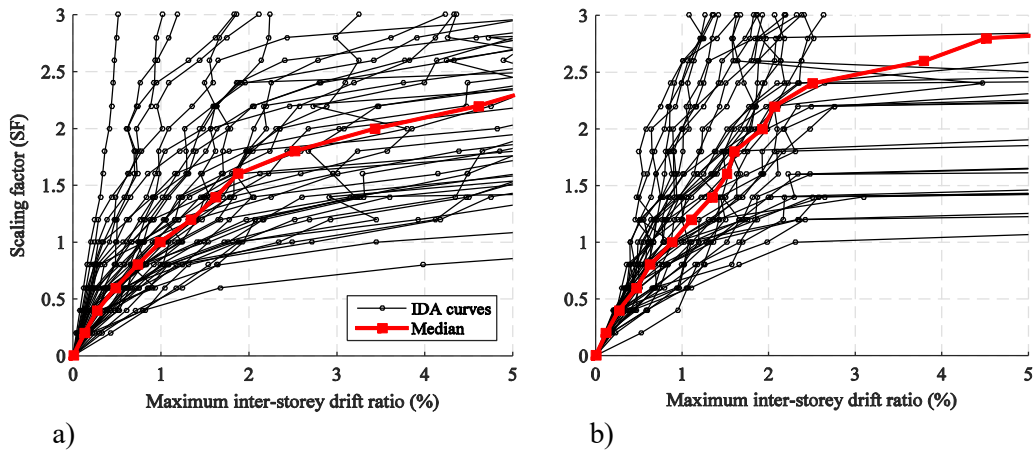 3
2.5
2
1.5
1
0.5
0
Scaling factor (SF)
0 1 2 3 4 5
Maximum inter-storey drift ratio (%)
IDA curves
Median
a)
3
2.5
2
1.5
1
0.5
0
0 1 2 3 4 5
Maximum inter-storey drift ratio (%)
b)